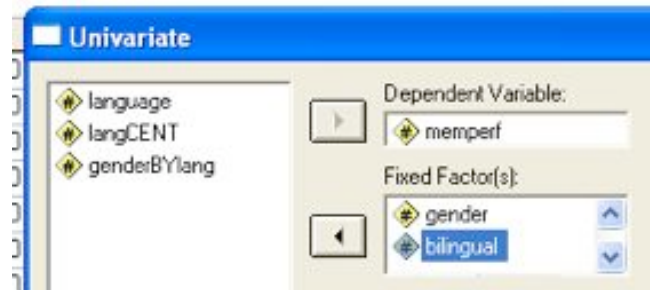 Univariate
language
langCENT
genderBYlang
Dependent Variable:
memperf
Fixed Factor(s):
gender
bilingual